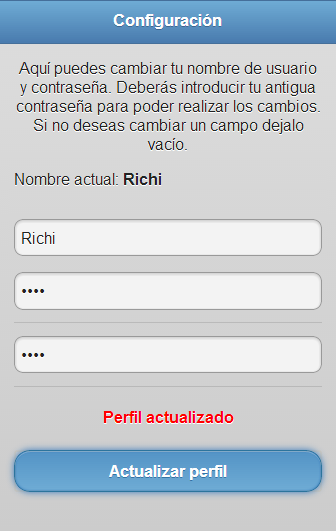 Configuración
Aquí puedes cambiar tu nombre de usuario
y contraseña. Deberás introducir tu antigua
contraseña para poder realizar los cambios.
Si no deseas cambiar un campo dejalo
vacío.
Nombre actual: Richi
Richi
••••
••••
Perfil actualizado
Actualizar perfil